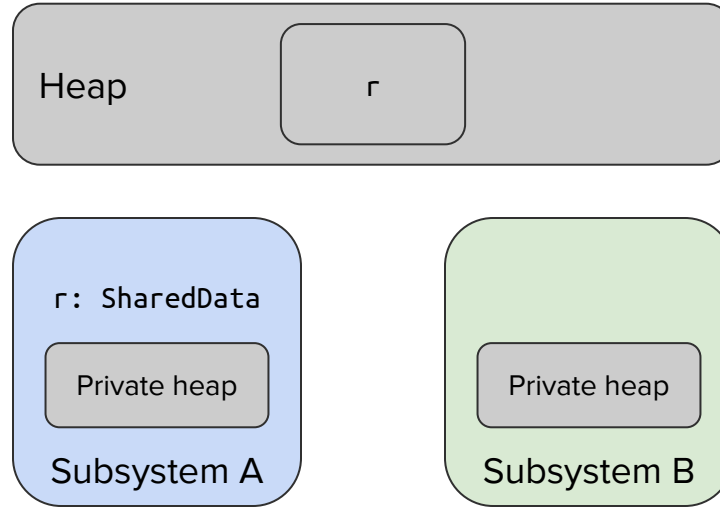 Heap
r
r: SharedData
Private heap
Subsystem A
Private heap
Subsystem B